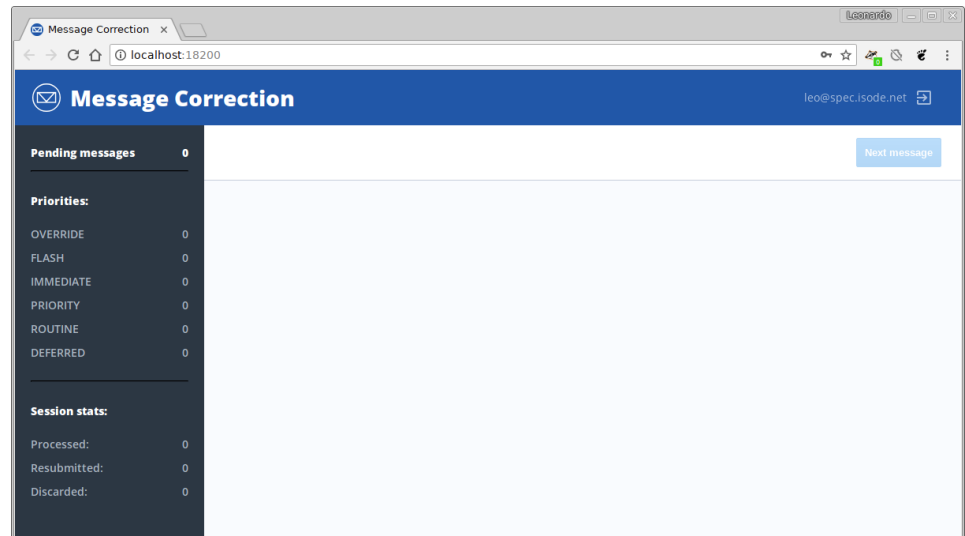 Leonardo
Message Correction
localhost:18200
0
Message Correction
leo@spec.isode.net
Pending messages 0
Next message
Priorities:
OVERRIDE 0
FLASH 0
IMMEDIATE 0
PRIORITY 0
ROUTINE 0
DEFERRED 0
Session stats:
Processed: 0
Resubmitted: 0
Discarded: 0